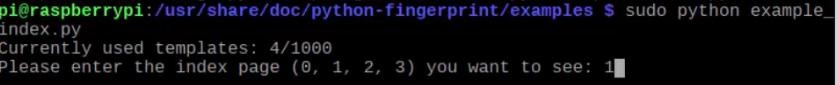 pi@raspberrypi:/usr/share/doc/python-fingerprint/examples $ sudo python example_
index.py
Currently used templates: 4/1000
Please enter the index page (0, 1, 2, 3) you want to see: 1